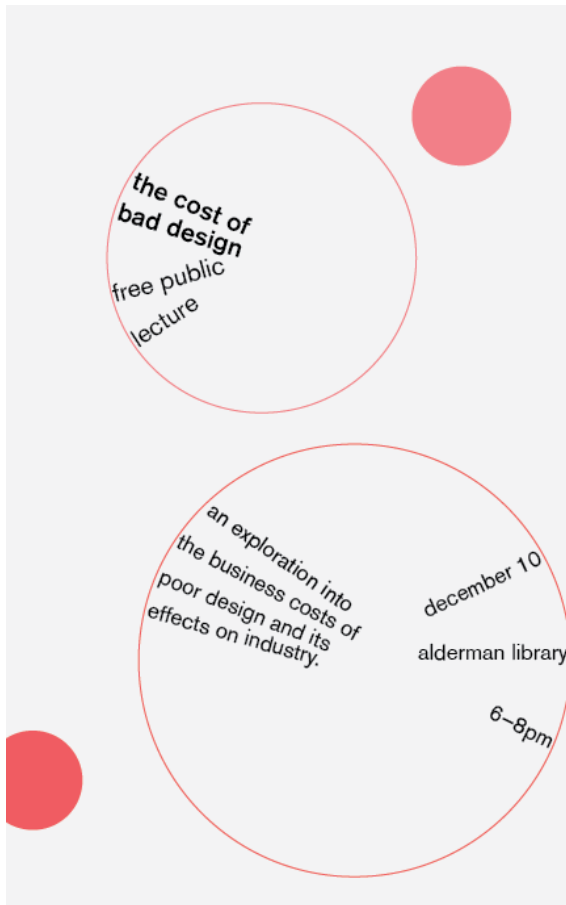 the cost of
bad design
free public
lecture
an exploration into
the business costs of
poor design and its
effects on industry.
december 10
alderman library
6–8pm